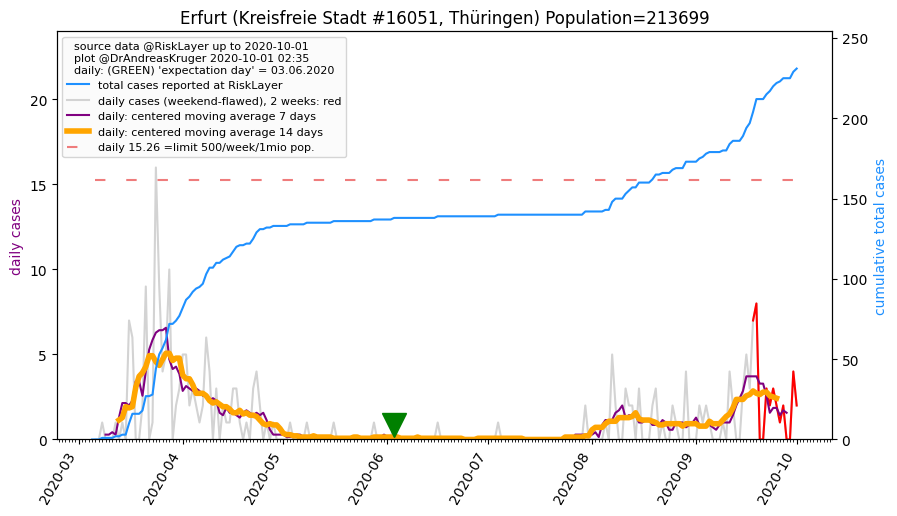 Erfurt (Kreisfreie Stadt #16051, Thüringen) Population=213699
source data @RiskLayer up to 2020-10-01
plot @DrAndreasKruger 2020-10-01 02:35
daily: (GREEN) 'expectation day' = 03.06.2020
total cases reported at RiskLayer
daily cases (weekend-flawed), 2 weeks: red
daily: centered moving average 7 days
daily: centered moving average 14 days
daily 15.26 =limit 500/week/1mio pop.
daily cases
20
15
10
5
0
cumulative total cases
250
200
150
100
50
0
2020-03
2020-04
2020-05
2020-06
2020-07
2020-08
2020-09
2020-10